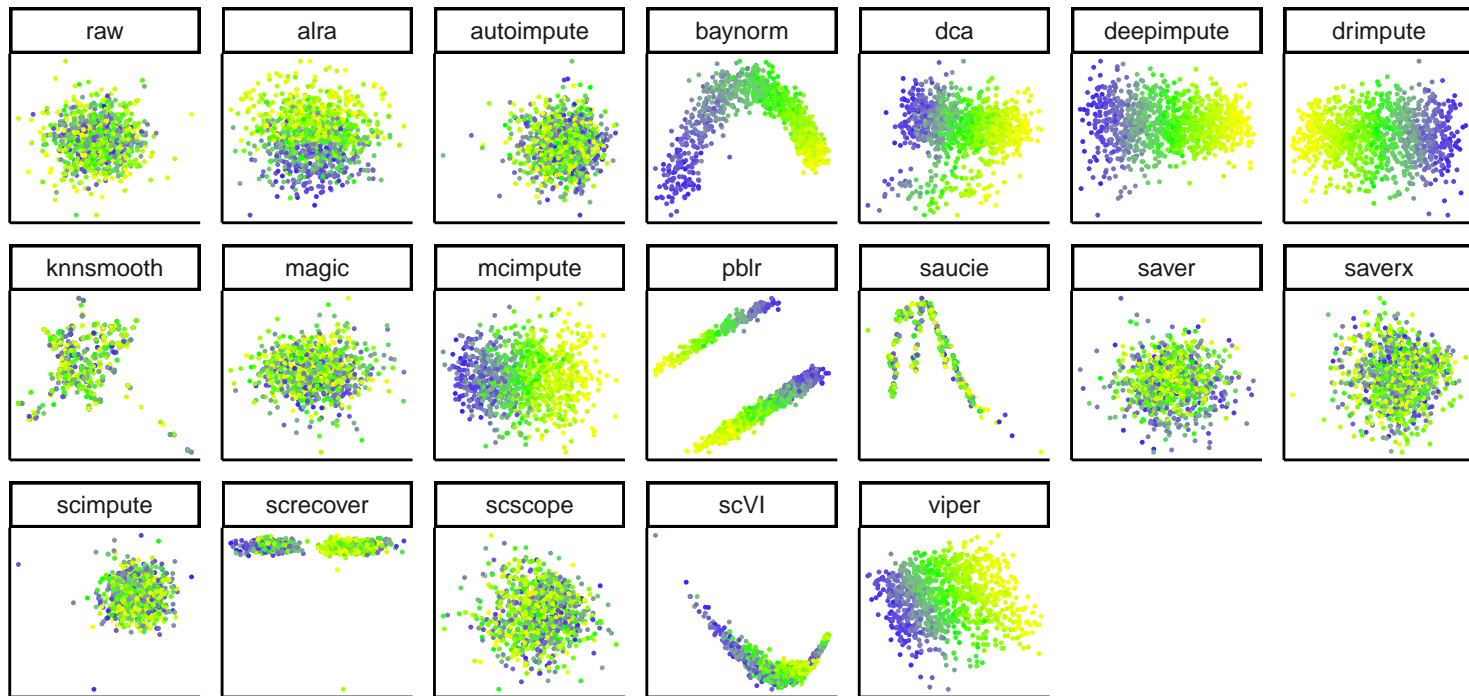 raw alra autoimpute baynorm dca deepimpute drimpute
knnsmooth magic mcimpute pblr saucie saver saverx
scimpute screcover scscope scVI viper